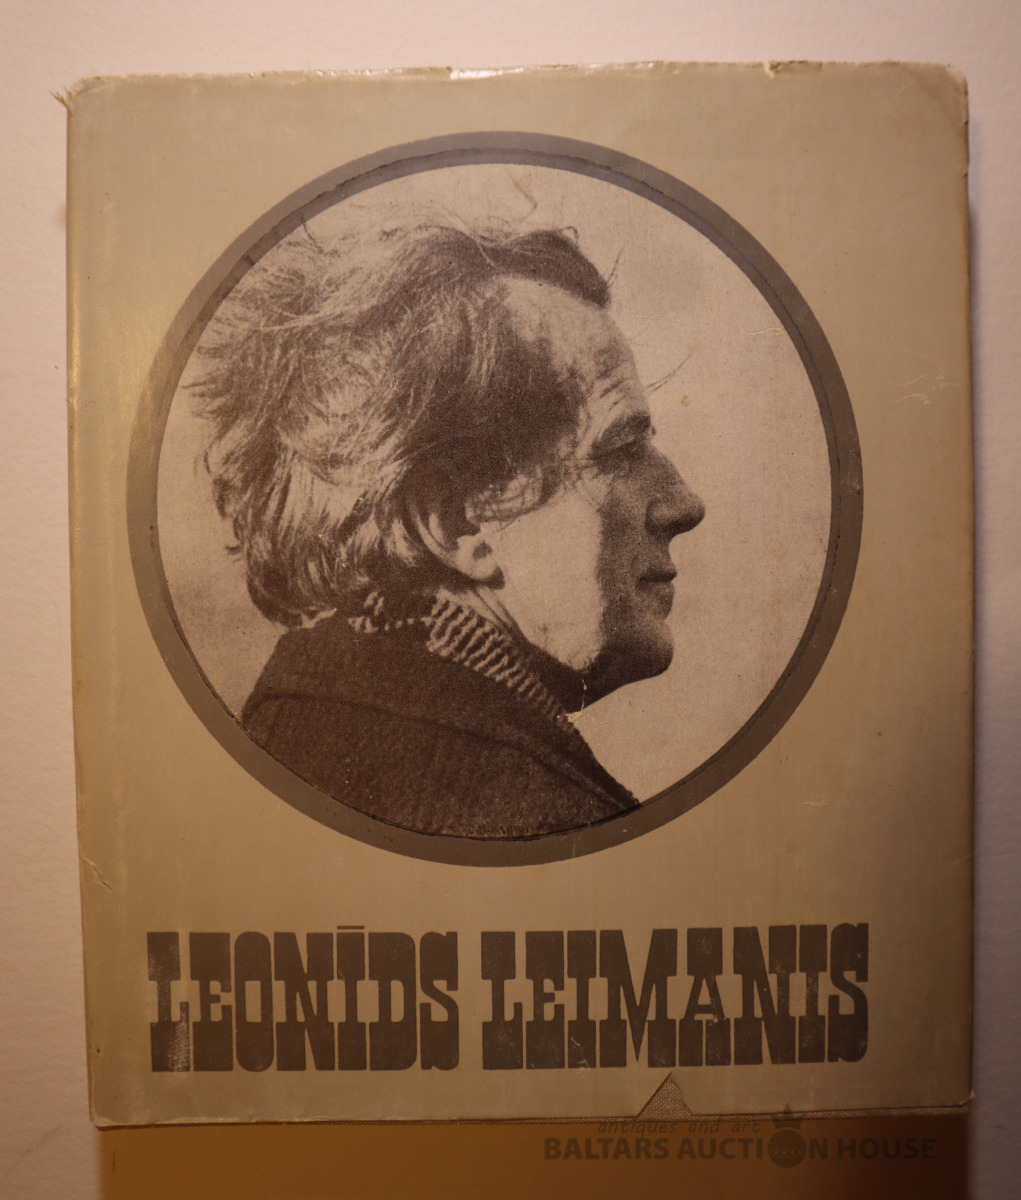 LEONĪDS LEIMANIS
antiques and art
BALTARS AUCTION HOUSE